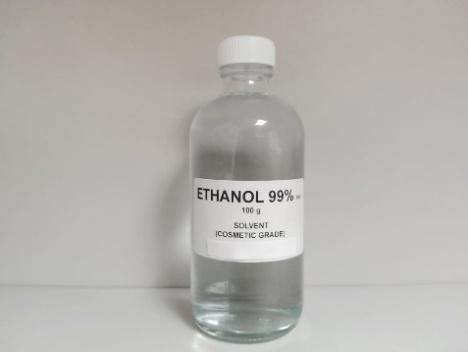 ETHANOL 99%
100 g
SOLVENT
(COSMETIC GRADE)